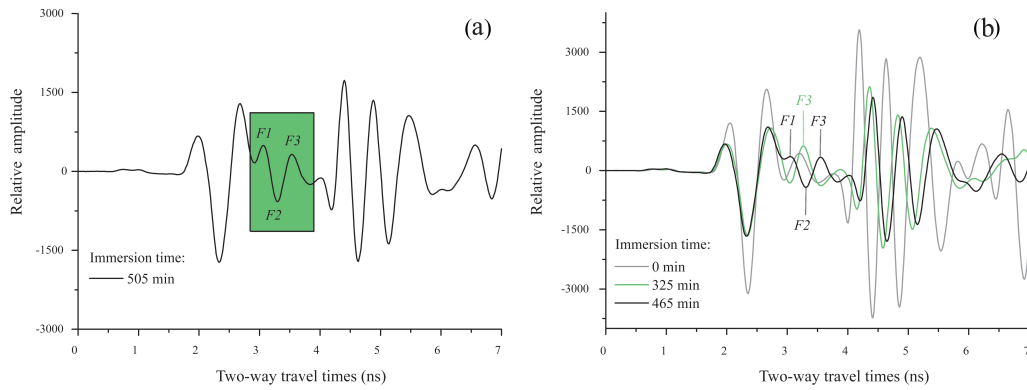 (a)
3000
1500
0
-1500
-3000
Relative amplitude
F1
F3
F2
Immersion time:
505 min
0 1 2 3 4 5 6 7
Two-way travel times (ns)
(b)
3000
1500
0
-1500
-3000
Relative amplitude
F3
F1 F3
F2
Immersion time:
0 min
325 min
465 min
0 1 2 3 4 5 6 7
Two-way travel times (ns)